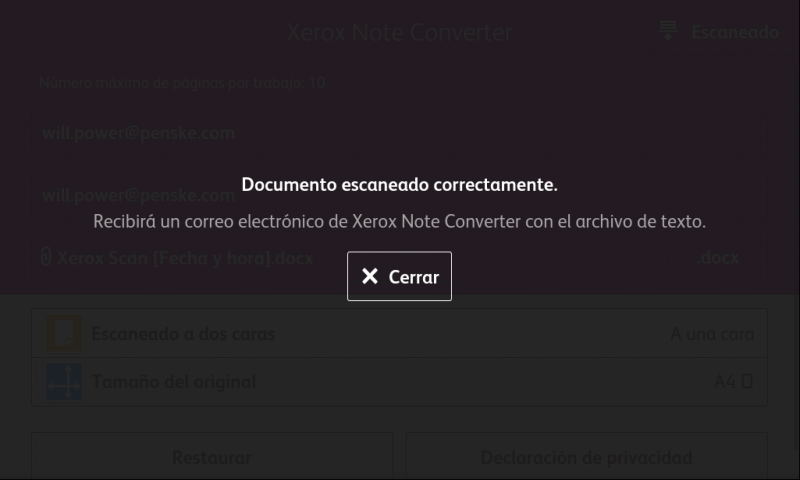 Xerox Note Converter
Escaneado
Número máximo de páginas por trabajo: 10
will.power@penske.com
will.power@penske.com
Documento escaneado correctamente.
Recibirá un correo electrónico de Xerox Note Converter con el archivo de texto.
Xerox Scan [Fecha y hora].docx
.docx
Cerrar
Escaneado a dos caras
A una cara
Tamaño del original
A4
Restaurar
Declaración de privacidad